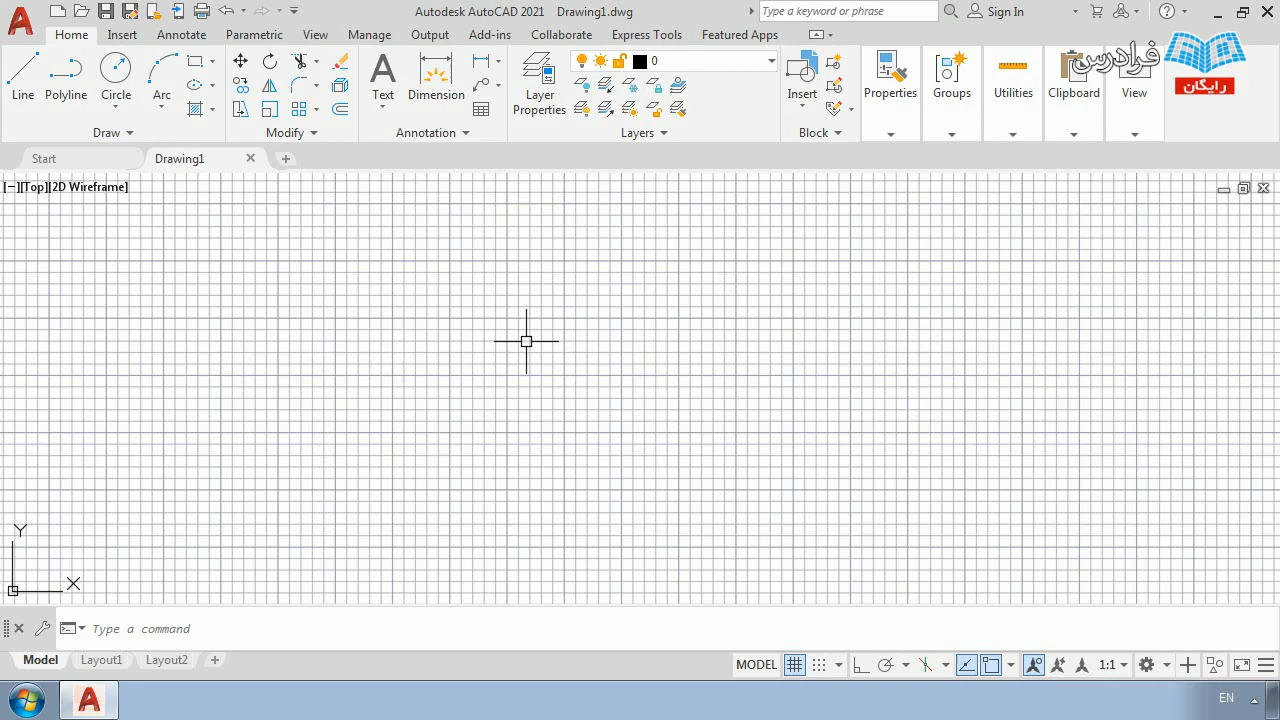 Autodesk AutoCAD 2021 Drawing1.dwg
Type a keyword or phrase
Sign In
Home Insert Annotate Parametric View Manage Output Add-ins Collaborate Express Tools Featured Apps
فرادرس
رایگان
Line Polyline Circle Arc
Text Dimension
Layer Properties
0
Insert
Properties Groups Utilities Clipboard View
Draw Modify Annotation Layers Block
Start Drawing1
[−][Top][2D Wireframe]
Y
X
Type a command
Model Layout1 Layout2
MODEL 1:1
EN